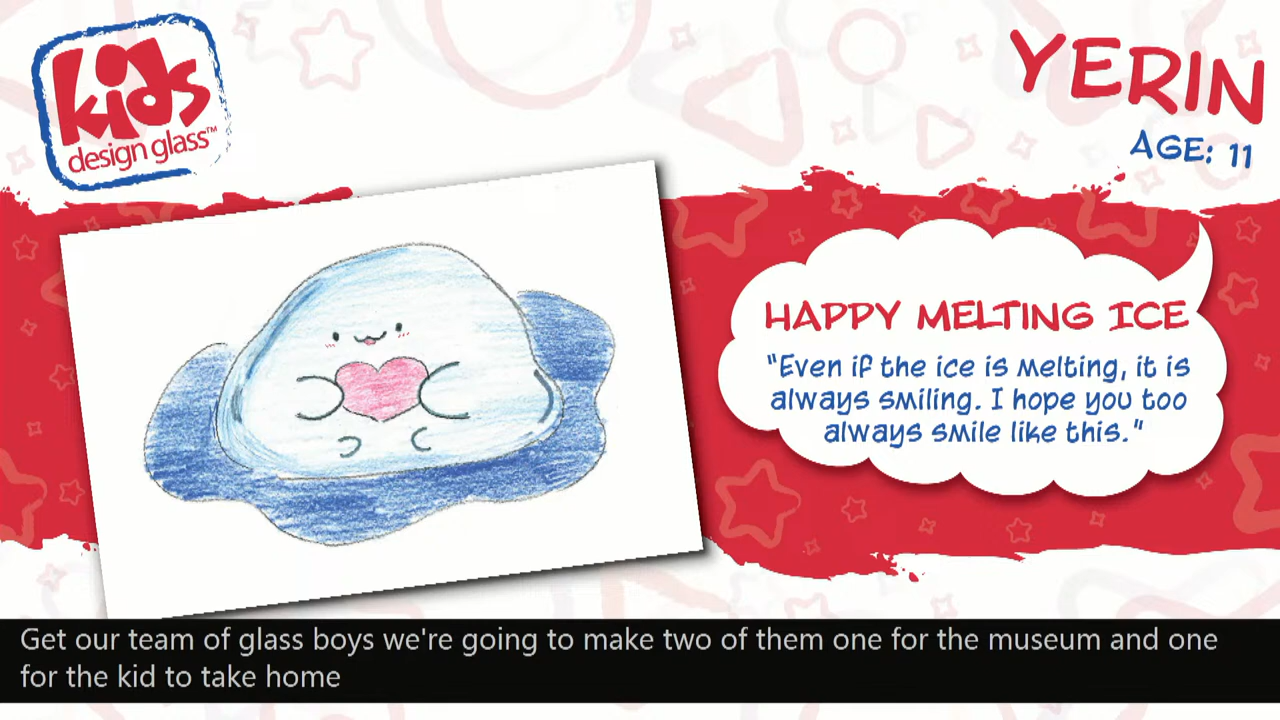 kids
design glass™
YERIN
AGE: 11
HAPPY MELTING ICE
"Even if the ice is melting, it is
always smiling. I hope you too
always smile like this."
Get our team of glass boys we're going to make two of them one for the museum and one
for the kid to take home